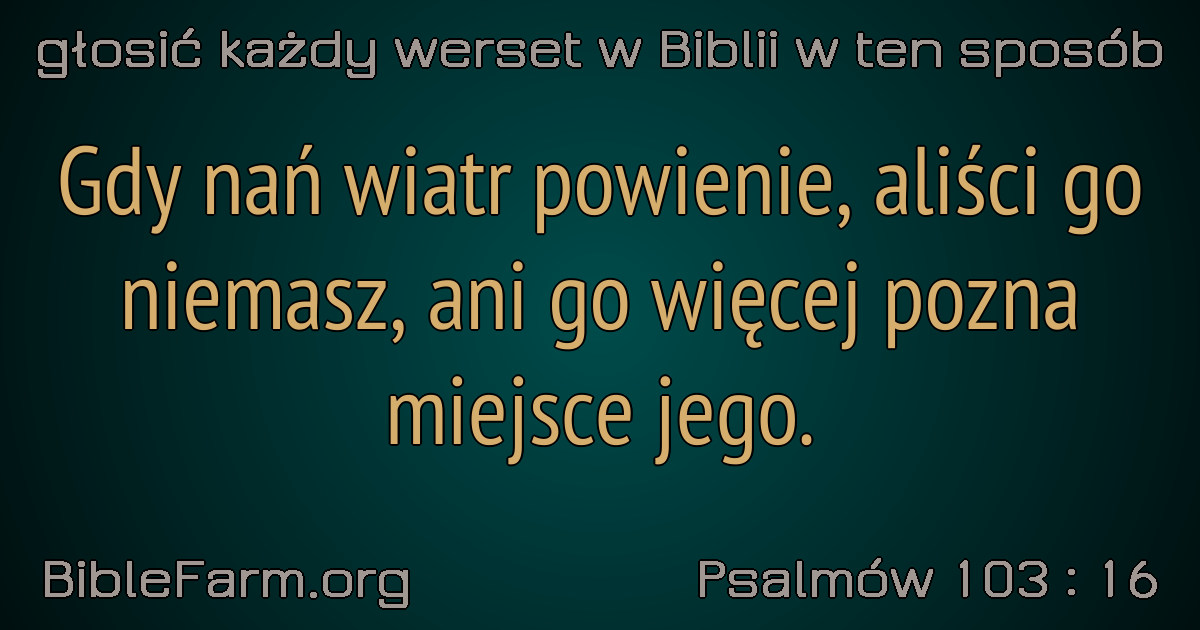 głosić każdy werset w Biblii w ten sposób
Gdy nań wiatr powienie, aliści go
niemasz, ani go więcej pozna
miejsce jego.
BibleFarm.org
Psalmów 103 : 16